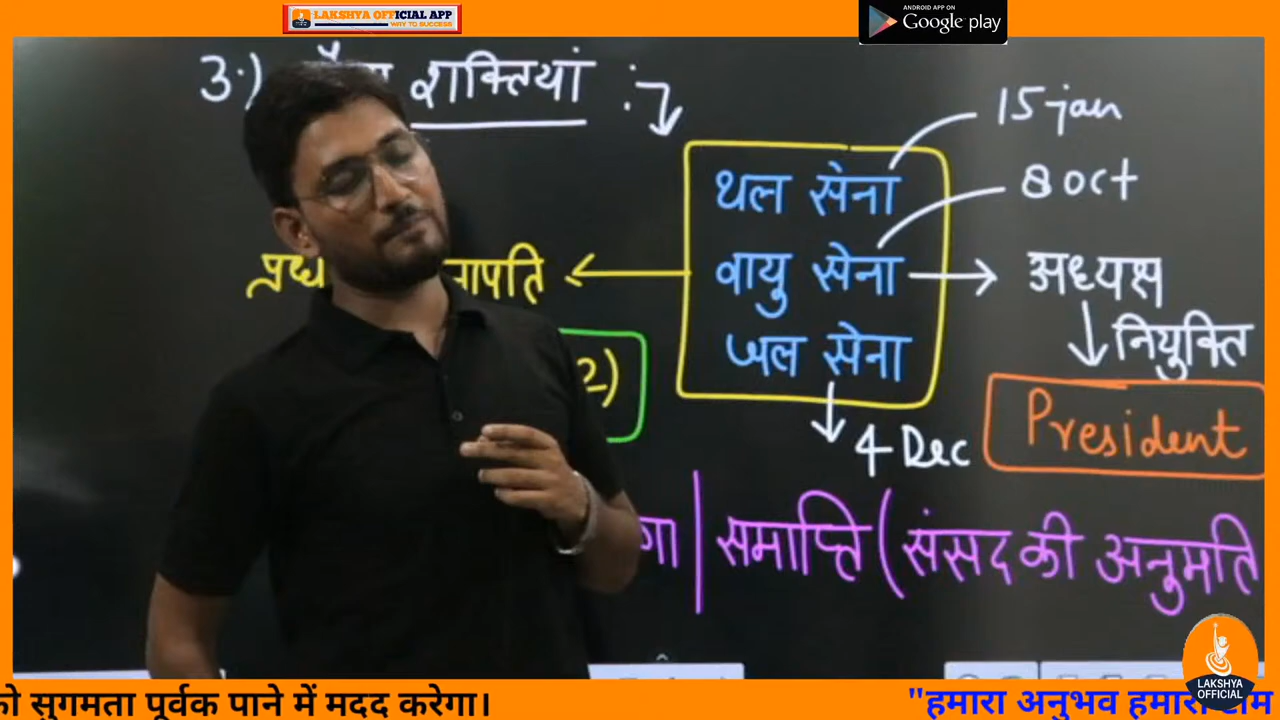 LAKSHYA OFFICIAL APP
WAY TO SUCCESS
ANDROID APP ON
Google play
3.) शक्तियां :
15 jan
थल सेना
8 oct
वायु सेना
अध्यक्ष
नियुक्ति
जल सेना
President
4 Dec
समाप्ति (संसद की अनुमति
LAKSHYA
OFFICIAL
को सुगमता पूर्वक पाने में मदद करेगा।
"हमारा अनुभव हमारा